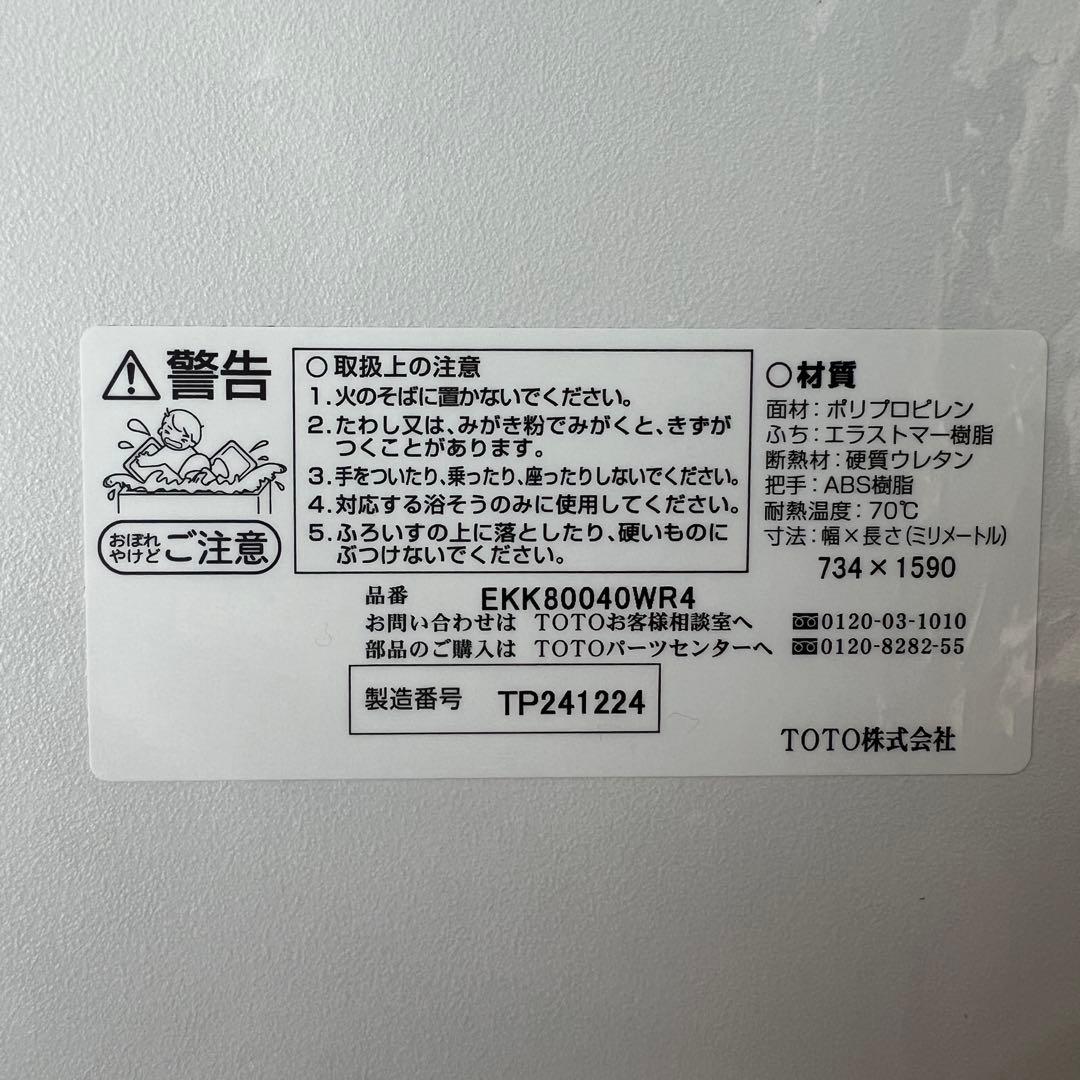 警告
おぼれ
やけど ご注意
○取扱上の注意
1.火のそばに置かないでください。
2.たわし又は、みがき粉でみがくと、きずが
つくことがあります。
3.手をついたり、乗ったり、座ったりしないでください。
4.対応する浴そうのみに使用してください。
5.ふろいすの上に落としたり、硬いものに
ぶつけないでください。
○材質
面材：ポリプロピレン
ふち：エラストマー樹脂
断熱材：硬質ウレタン
把手：ABS樹脂
耐熱温度：70℃
寸法：幅×長さ(ミリメートル)
734×1590
品番 EKK80040WR4
お問い合わせは TOTOお客様相談室へ 0120-03-1010
部品のご購入は TOTOパーツセンターへ 0120-8282-55
製造番号 TP241224
TOTO株式会社